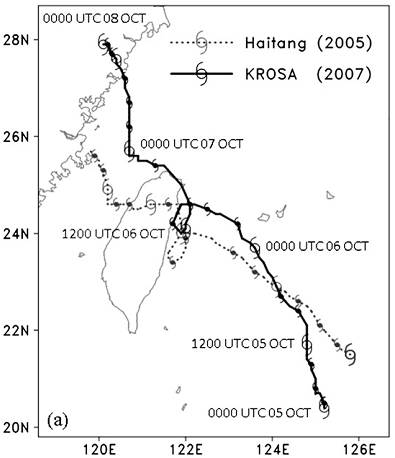 28N
0000 UTC 08 OCT
Haitang (2005)
KROSA (2007)
26N
0000 UTC 07 OCT
24N
1200 UTC 06 OCT
0000 UTC 06 OCT
22N
1200 UTC 05 OCT
20N
(a)
0000 UTC 05 OCT
120E 122E 124E 126E